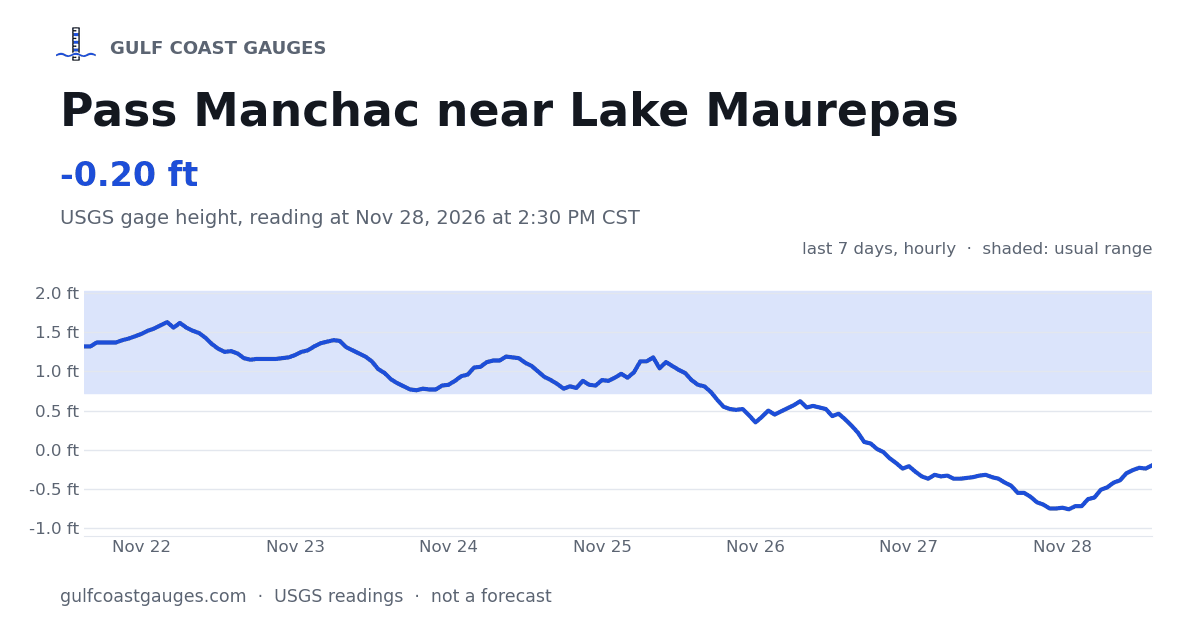 GULF COAST GAUGES
Pass Manchac near Lake Maurepas
-0.20 ft
USGS gage height, reading at Nov 28, 2026 at 2:30 PM CST
last 7 days, hourly · shaded: usual range
2.0 ft
1.5 ft
1.0 ft
0.5 ft
0.0 ft
-0.5 ft
-1.0 ft
Nov 22 Nov 23 Nov 24 Nov 25 Nov 26 Nov 27 Nov 28
gulfcoastgauges.com · USGS readings · not a forecast